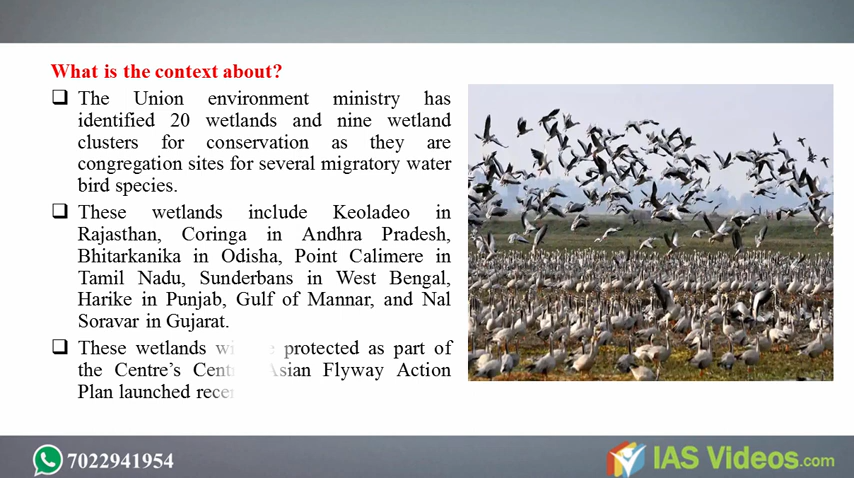 What is the context about?
The Union environment ministry has
identified 20 wetlands and nine wetland
clusters for conservation as they are
congregation sites for several migratory water
bird species.
These wetlands include Keoladeo in
Rajasthan, Coringa in Andhra Pradesh,
Bhitarkanika in Odisha, Point Calimere in
Tamil Nadu, Sunderbans in West Bengal,
Harike in Punjab, Gulf of Mannar, and Nal
Soravar in Gujarat.
These wetlands protected as part of
the Centre’s Asian Flyway Action
Plan launched
7022941954
IAS Videos.com